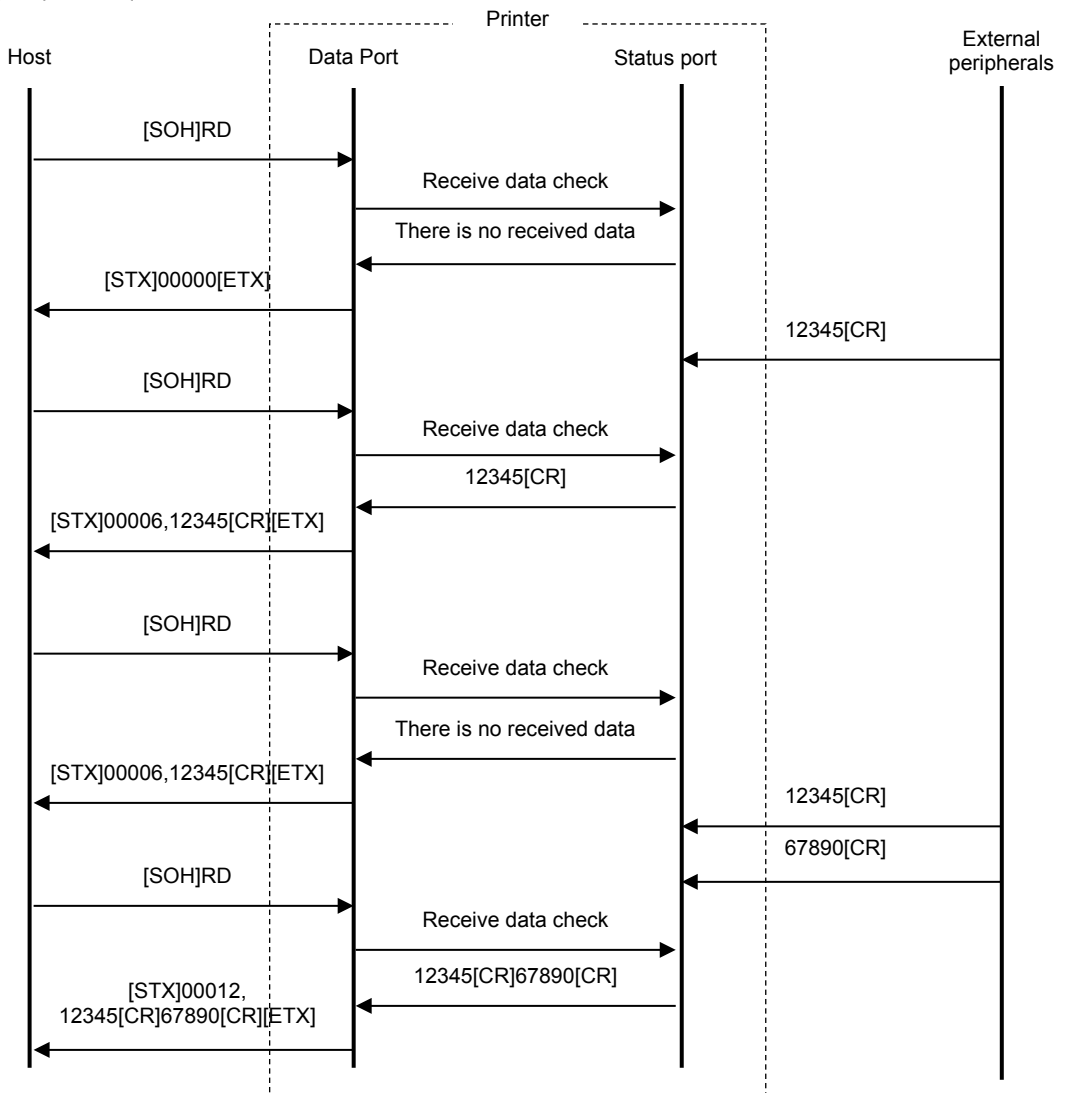 Printer
Host
Data Port
Status port
External
peripherals
[SOH]RD
Receive data check
There is no received data
[STX]00000[ETX]
12345[CR]
[SOH]RD
Receive data check
12345[CR]
[STX]00006,12345[CR][ETX]
[SOH]RD
Receive data check
There is no received data
[STX]00006,12345[CR][ETX]
12345[CR]
67890[CR]
[SOH]RD
Receive data check
12345[CR]67890[CR]
[STX]00012,
12345[CR]67890[CR][ETX]